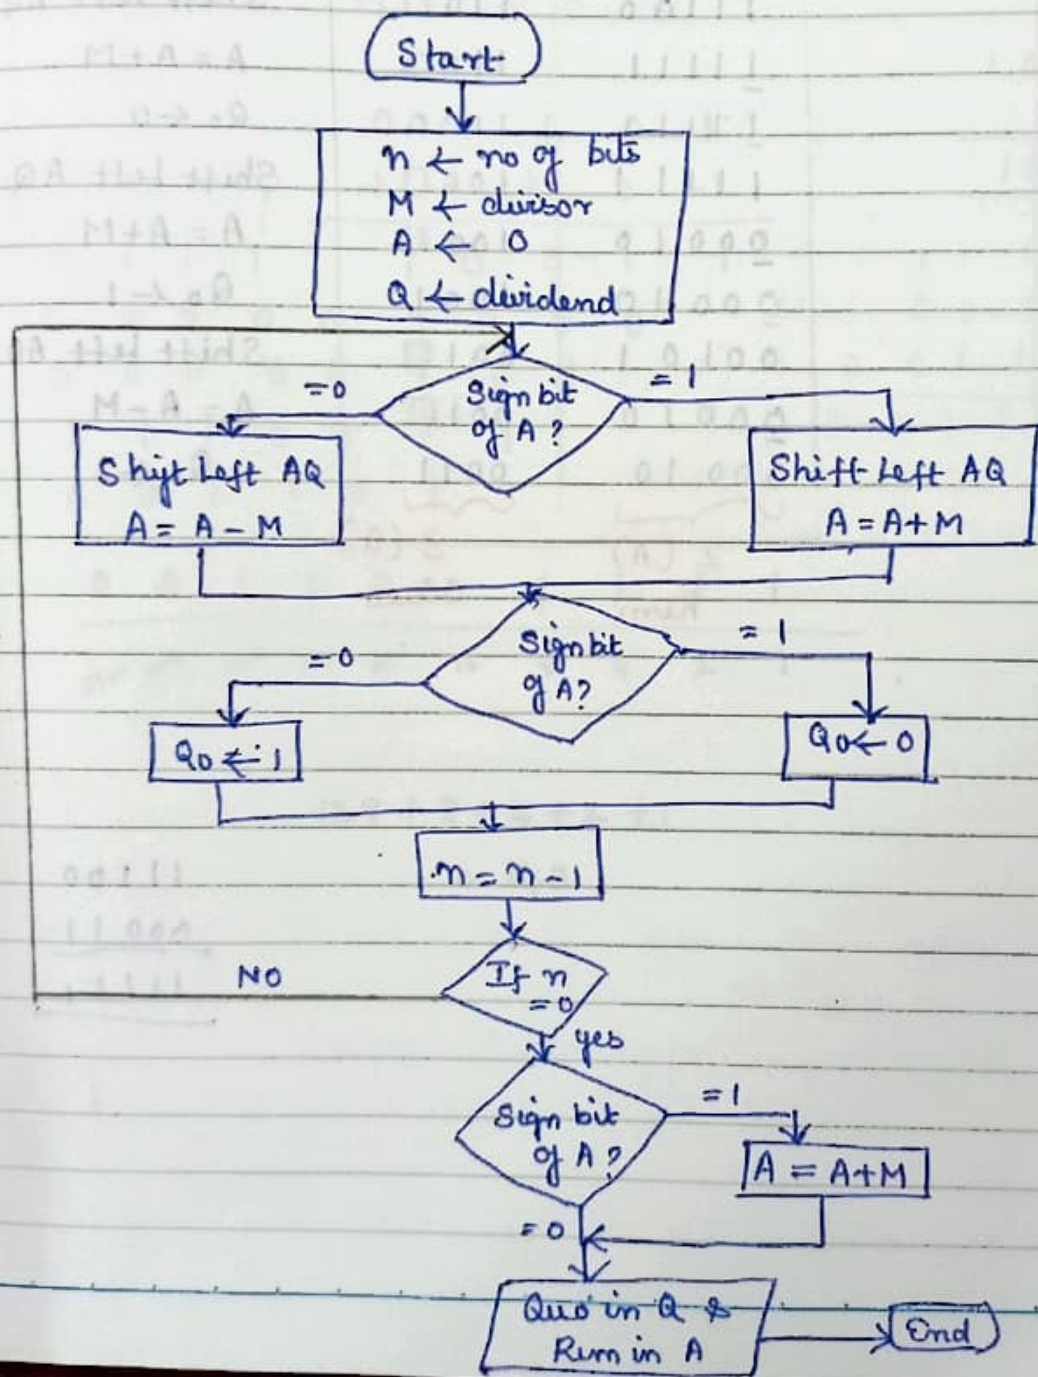 Start
n ← no of bits
M ← divisor
A ← 0
Q ← dividend
Sign bit
of A?
=0
=1
Shift Left AQ
A = A - M
Shift Left AQ
A = A+M
Sign bit
of A?
=0
=1
Q0 ← 1
Q0 ← 0
n = n - 1
If n
=0
NO
yes
Sign bit
of A?
=1
A = A+M
=0
Quo in Q &
Rem in A
End